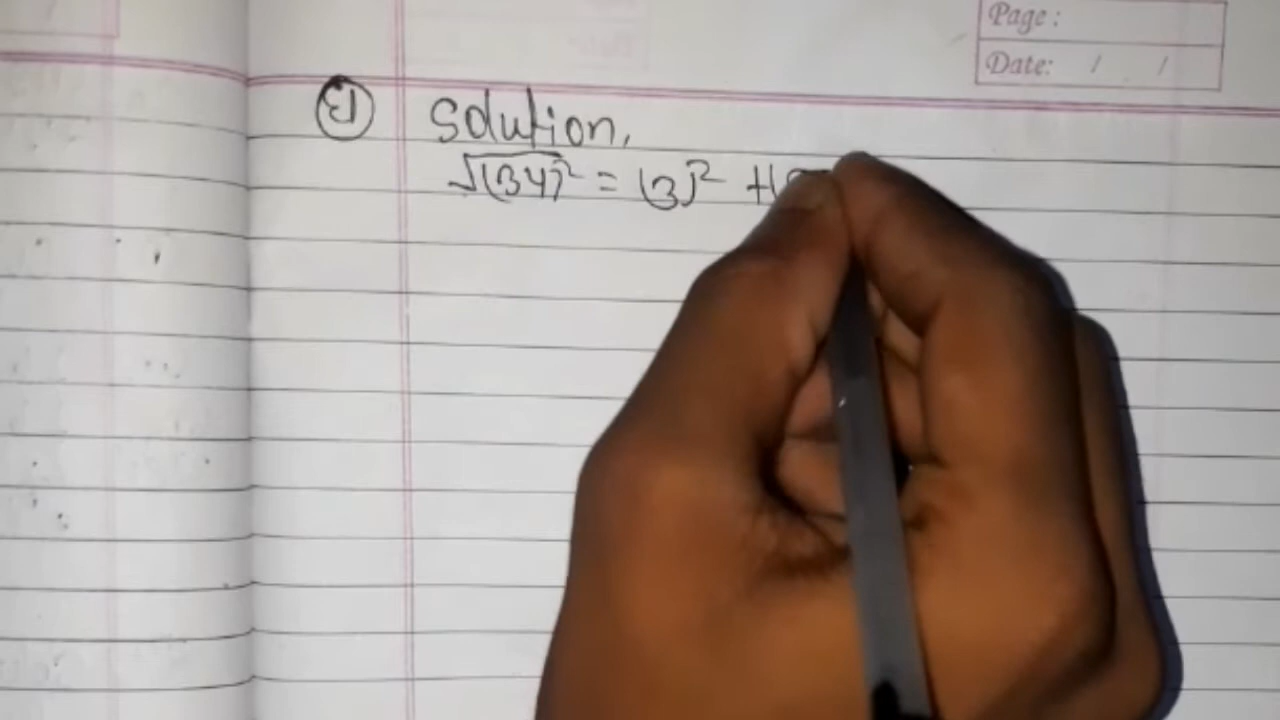 Page :
Date: / /
Solution,
√(34)² = (3)² +(